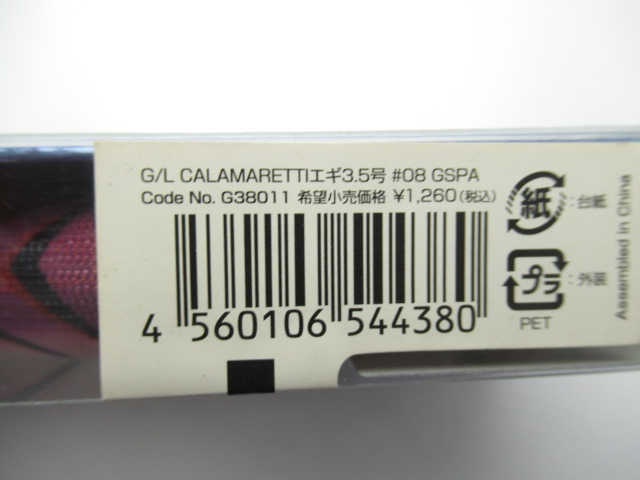 G/L CALAMARETTIエギ3.5号 #08 GSPA
Code No. G38011 希望小売価格 ¥1,260(税込)
4 560106 544380
紙 :台紙
プラ :外装
PET
Assembled in China